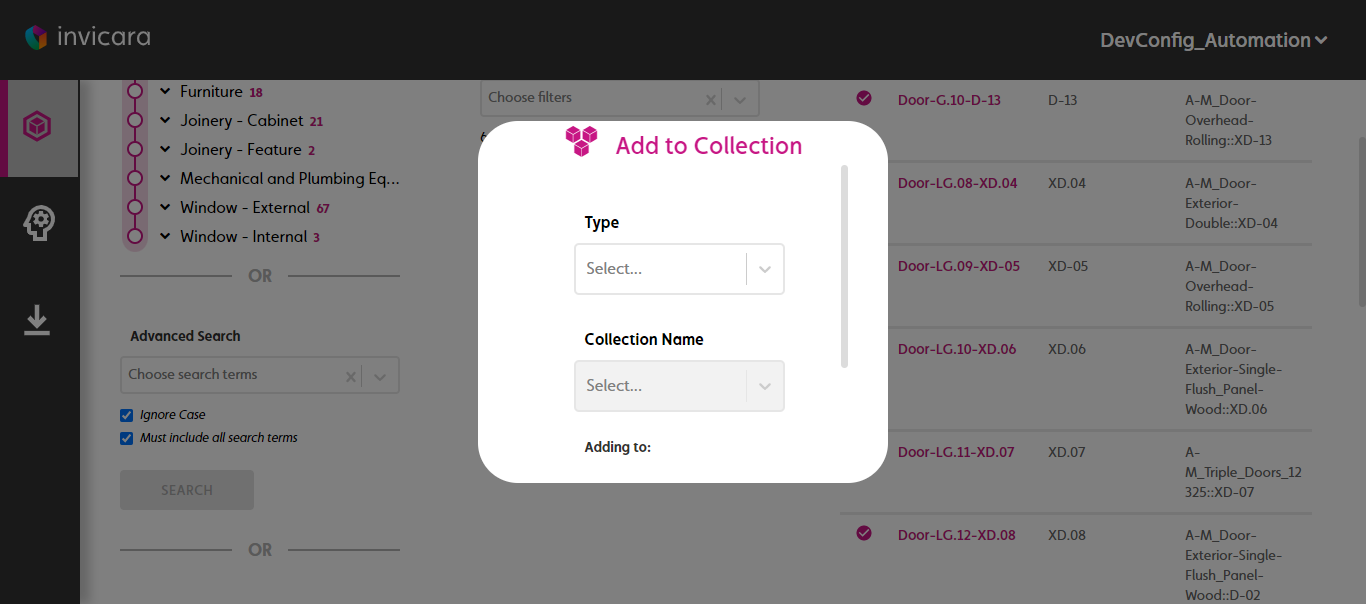 invicara
DevConfig_Automation
Furniture 18
Joinery - Cabinet 21
Joinery - Feature 2
Mechanical and Plumbing Eq...
Window - External 67
Window - Internal 3
OR
Advanced Search
Choose search terms
Ignore Case
Must include all search terms
SEARCH
OR
Choose filters
Add to Collection
Type
Select...
Collection Name
Select...
Adding to:
Door-G.10-D-13 D-13 A-M_Door-
Overhead-
Rolling::XD-13
Door-LG.08-XD.04 XD.04 A-M_Door-
Exterior-
Double::XD-04
Door-LG.09-XD-05 XD-05 A-M_Door-
Overhead-
Rolling::XD-05
Door-LG.10-XD.06 XD.06 A-M_Door-
Exterior-Single-
Flush_Panel-
Wood::XD.06
Door-LG.11-XD.07 XD.07 A-
M_Triple_Doors_12
325::XD-07
Door-LG.12-XD.08 XD.08 A-M_Door-
Exterior-Single-
Flush_Panel-
Wood::D-02